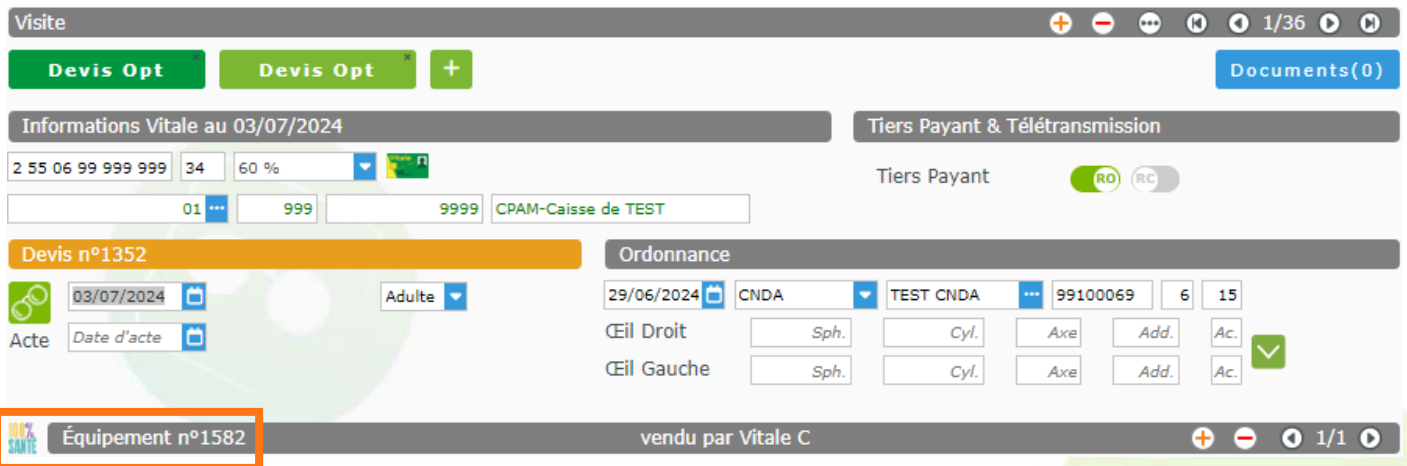 Visite 1/36
Devis Opt Devis Opt + Documents(0)
Informations Vitale au 03/07/2024 Tiers Payant & Télétransmission
2 55 06 99 999 999 34 60 % Vitale Tiers Payant RO RC
01 999 9999 CPAM-Caisse de TEST
Devis nº1352 Ordonnance
03/07/2024 Adulte 29/06/2024 CNDA TEST CNDA 99100069 6 15
Acte Date d'acte Œil Droit Sph. Cyl. Axe Add. Ac.
Œil Gauche Sph. Cyl. Axe Add. Ac.
100% SANTÉ Équipement nº1582 vendu par Vitale C 1/1